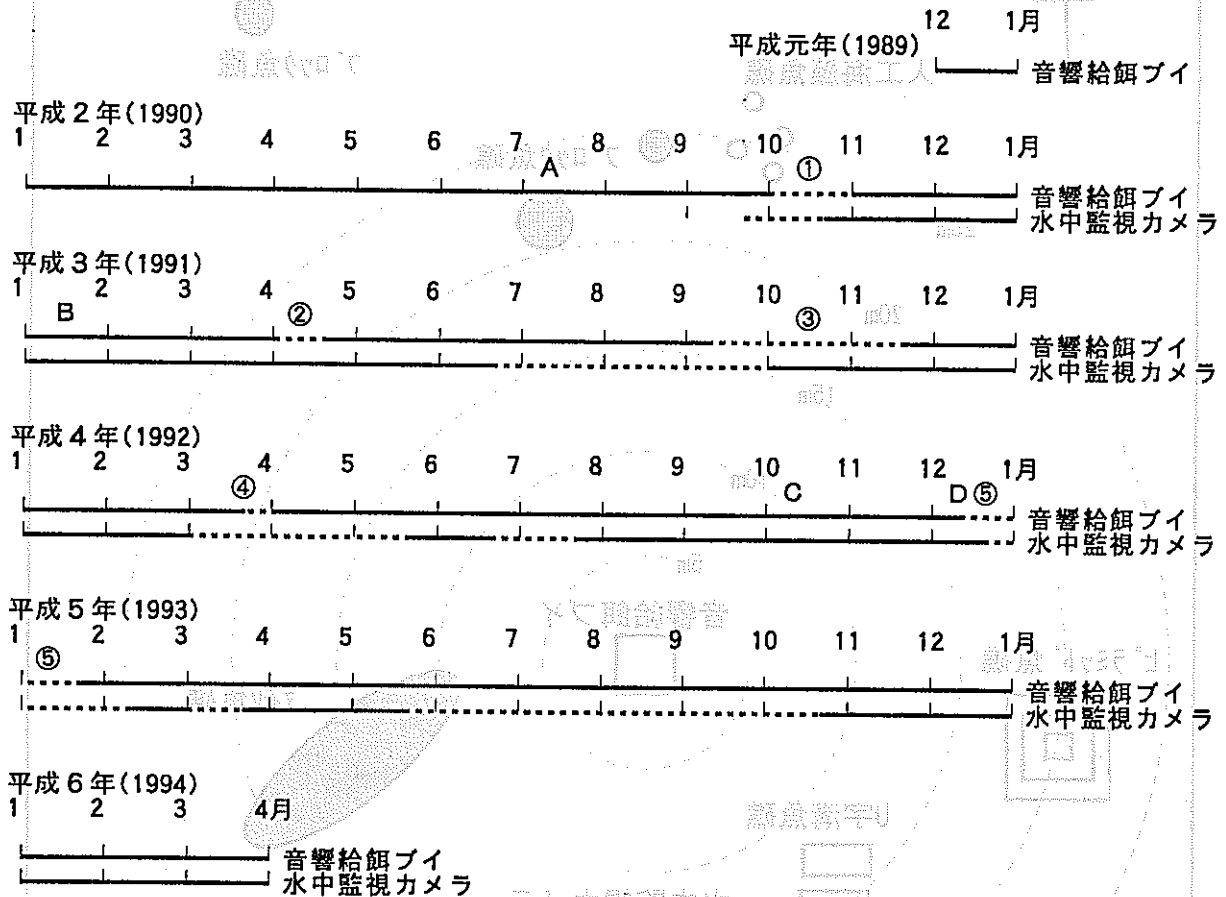 12 1月
平成元年(1989)
音響給餌ブイ
平成2年(1990)
1 2 3 4 5 6 7 8 9 10 11 12 1月
A ①
音響給餌ブイ
水中監視カメラ
平成3年(1991)
1 2 3 4 5 6 7 8 9 10 11 12 1月
B ② ③
音響給餌ブイ
水中監視カメラ
平成4年(1992)
1 2 3 4 5 6 7 8 9 10 11 12 1月
④ C D⑤
音響給餌ブイ
水中監視カメラ
平成5年(1993)
1 2 3 4 5 6 7 8 9 10 11 12 1月
⑤
音響給餌ブイ
水中監視カメラ
平成6年(1994)
1 2 3 4月
音響給餌ブイ
水中監視カメラ